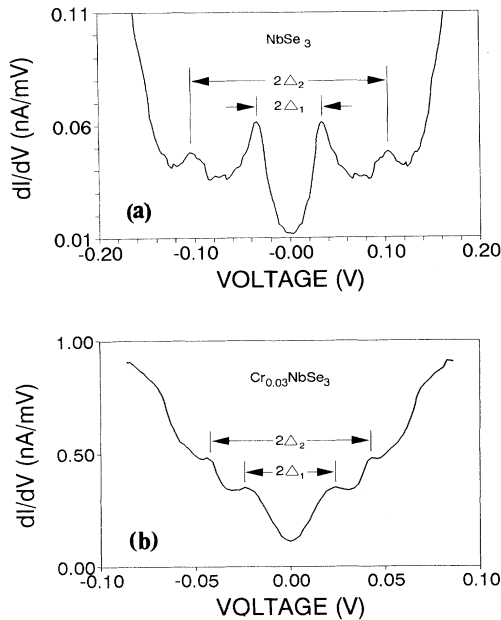 0.11
NbSe3
2△2
2△1
0.06
dI/dV (nA/mV)
(a)
0.01
-0.20 -0.10 -0.00 0.10 0.20
VOLTAGE (V)
1.00
Cr0.03NbSe3
2△2
0.50
2△1
dI/dV (nA/mV)
(b)
0.00
-0.10 -0.05 0.00 0.05 0.10
VOLTAGE (V)